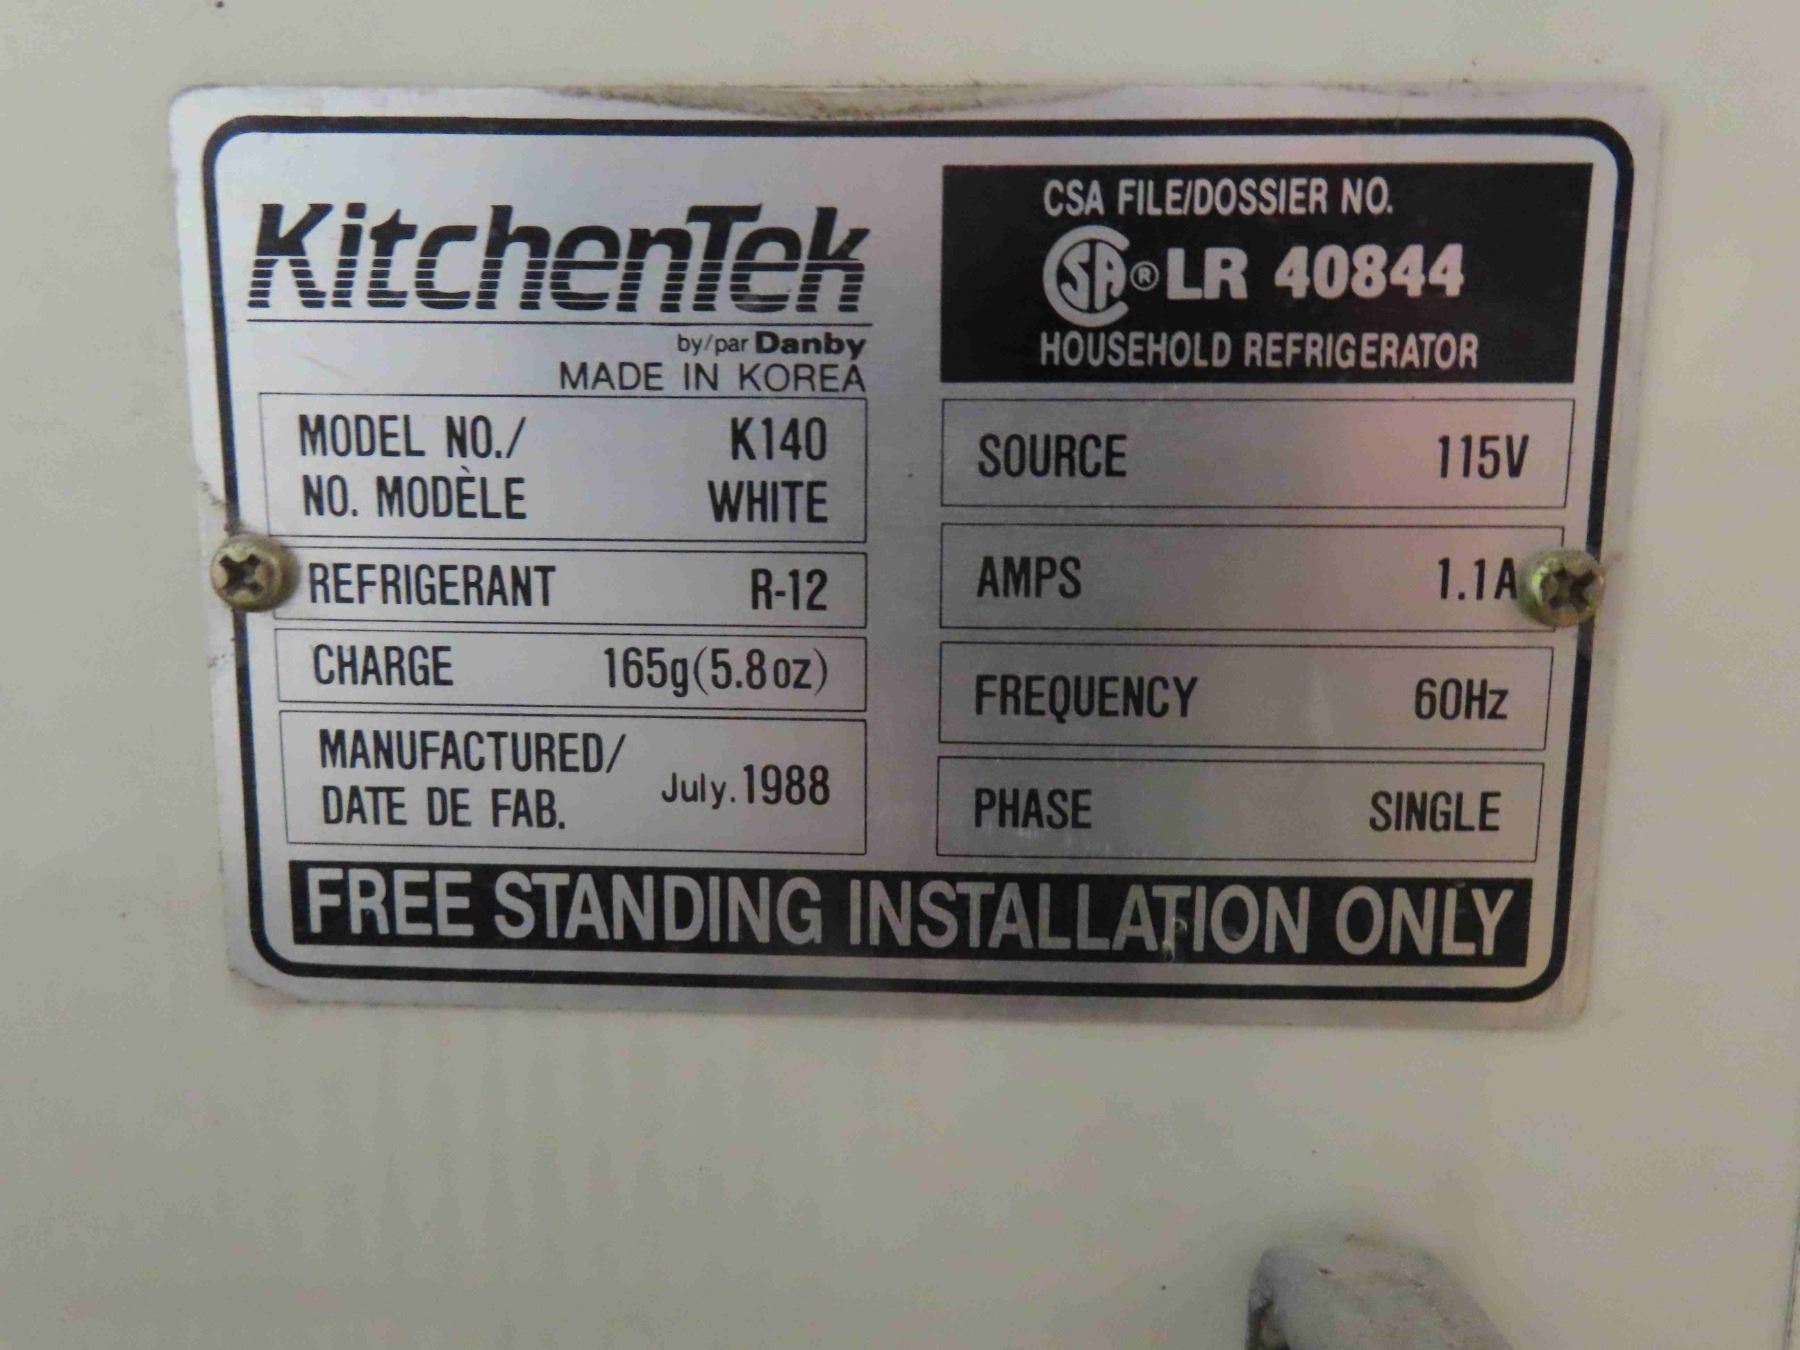 KitchenTek
by/par Danby
MADE IN KOREA
MODEL NO./ K140
NO. MODÈLE WHITE
REFRIGERANT R-12
CHARGE 165g(5.8oz)
MANUFACTURED/
DATE DE FAB. July.1988
CSA FILE/DOSSIER NO.
CSA ® LR 40844
HOUSEHOLD REFRIGERATOR
SOURCE 115V
AMPS 1.1A
FREQUENCY 60Hz
PHASE SINGLE
FREE STANDING INSTALLATION ONLY